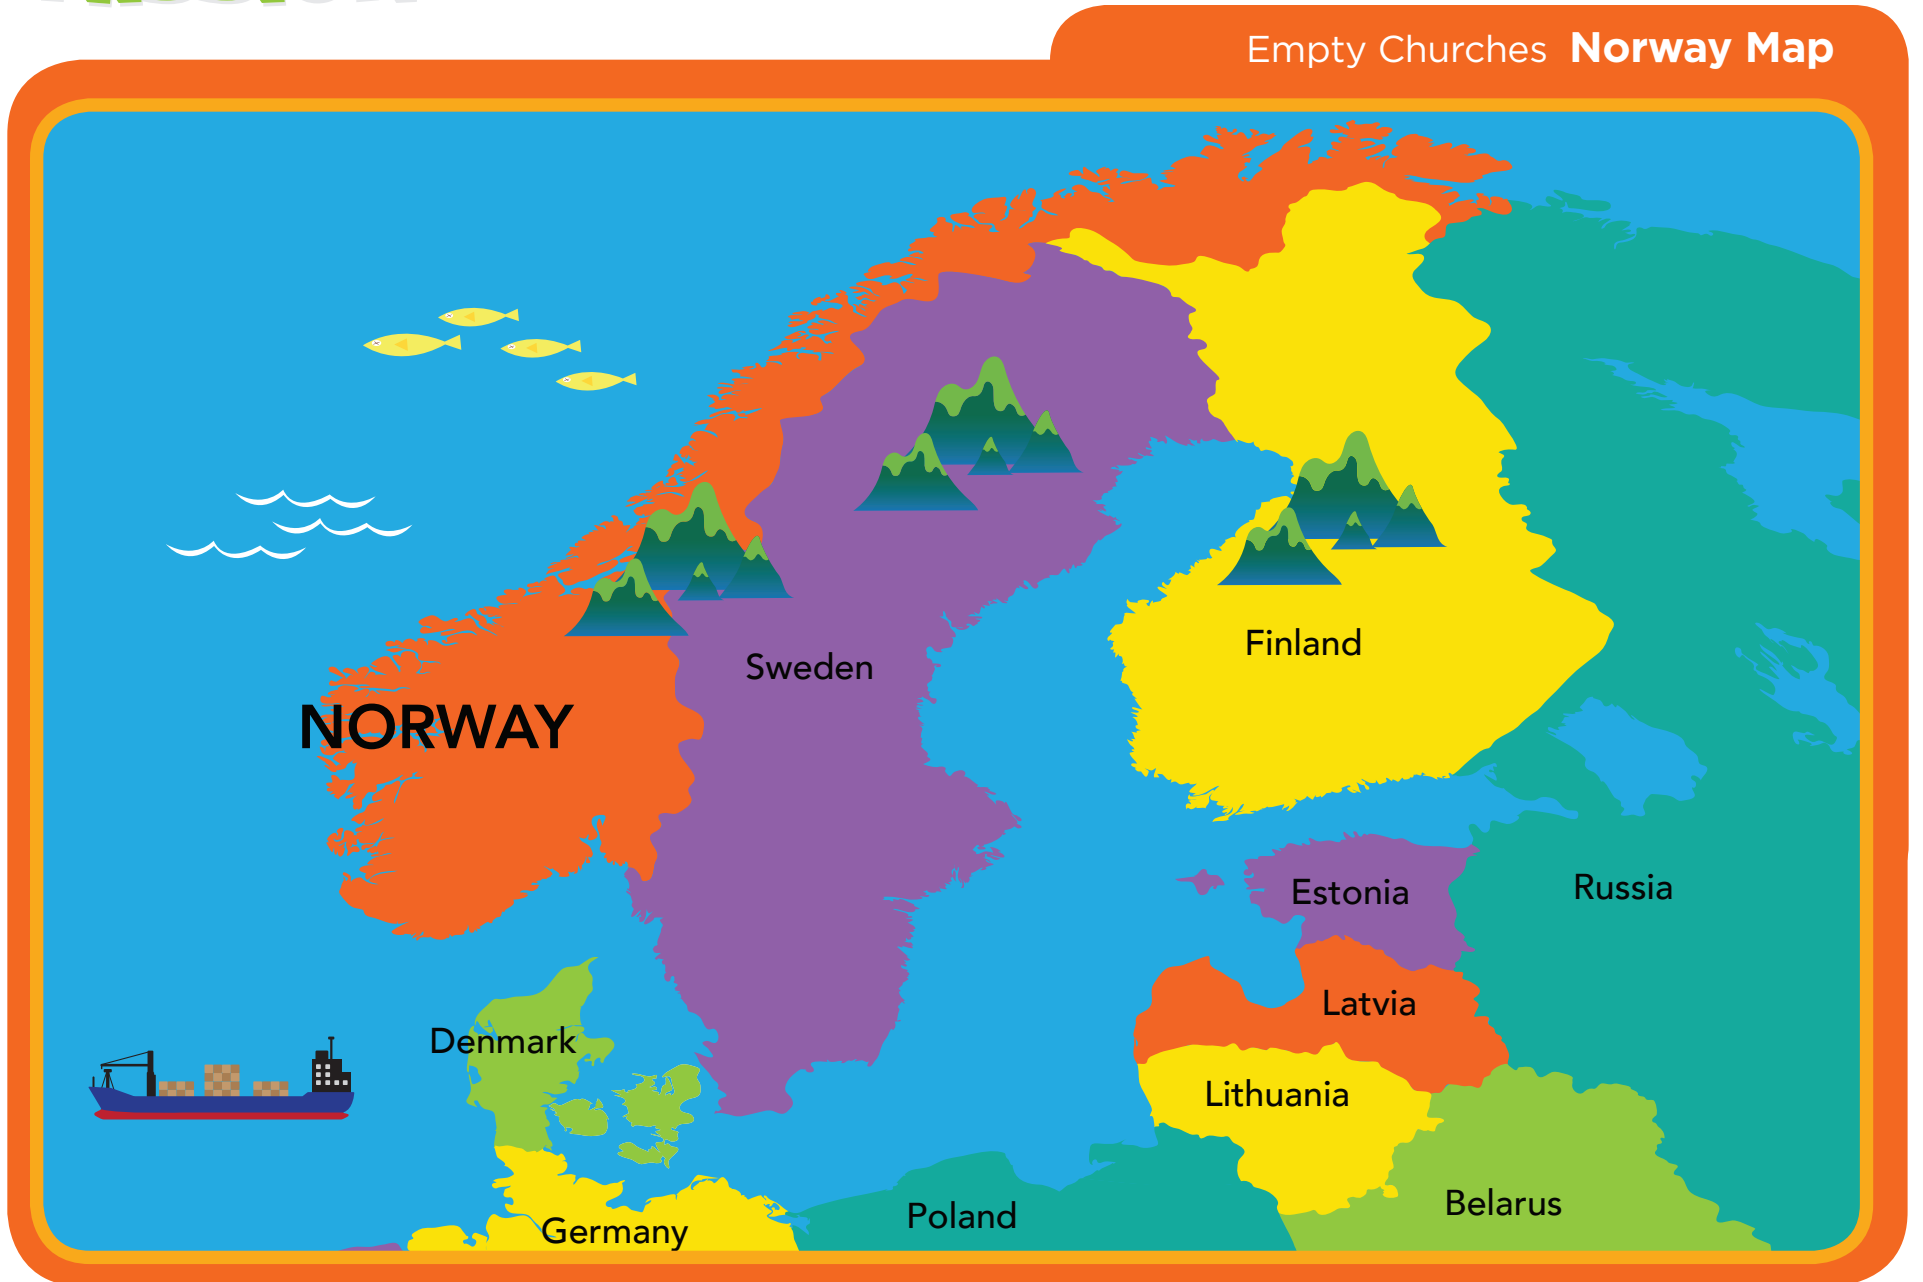 Empty Churches Norway Map
Finland
Sweden
NORWAY
Estonia
Russia
Latvia
Denmark
Lithuania
Belarus
Poland
Germany